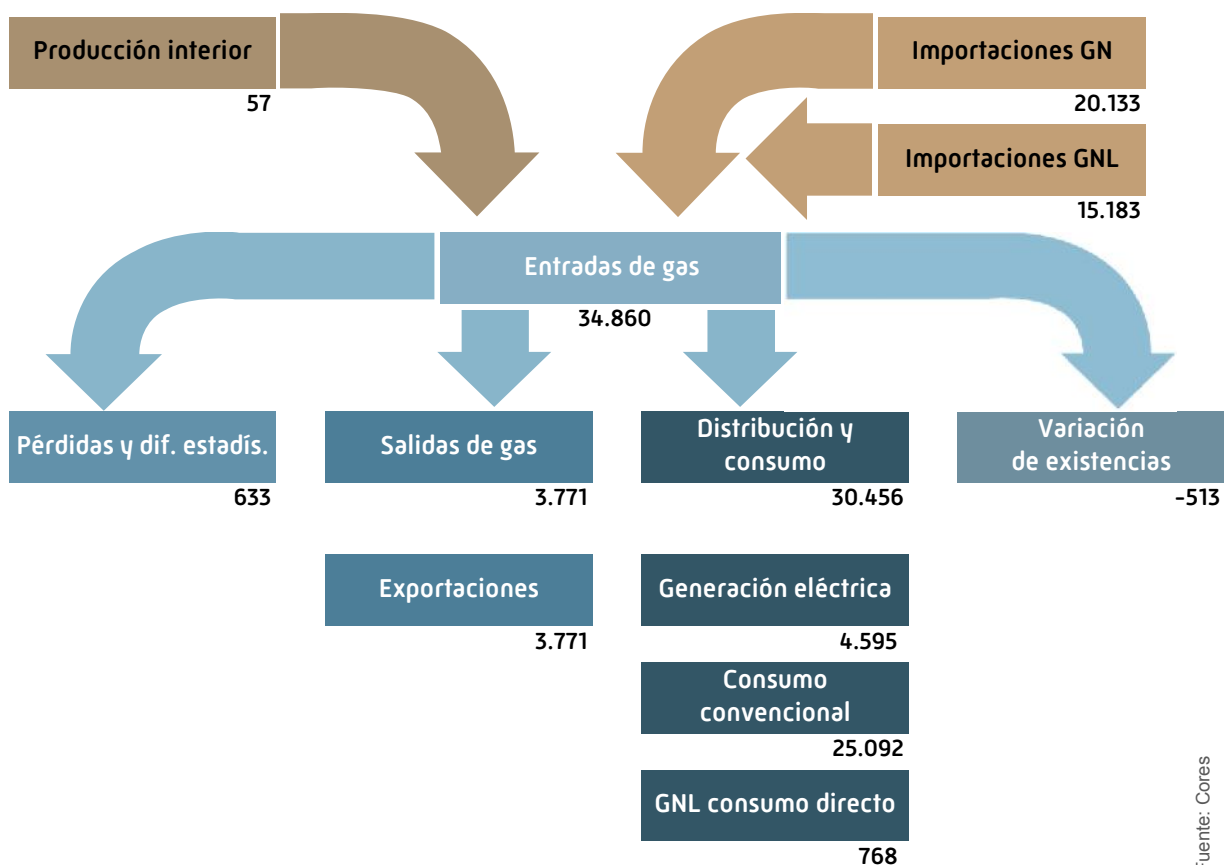 Producción interior
57
Importaciones GN
20.133
Importaciones GNL
15.183
Entradas de gas
34.860
Pérdidas y dif. estadís.
633
Salidas de gas
3.771
Distribución y
consumo
30.456
Variación
de existencias
-513
Exportaciones
3.771
Generación eléctrica
4.595
Consumo
convencional
25.092
GNL consumo directo
768
Fuente: Cores